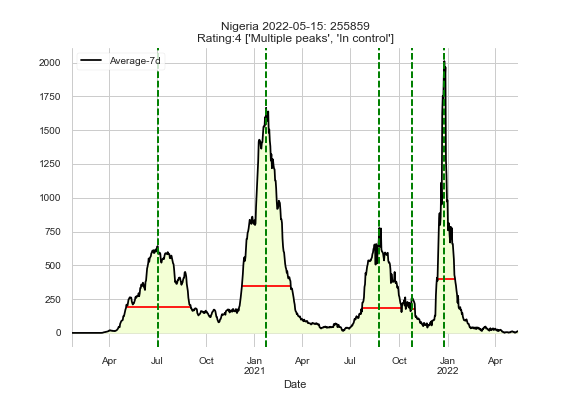 Nigeria 2022-05-15: 255859
Rating:4 ['Multiple peaks', 'In control']
Average-7d
2000
1750
1500
1250
1000
750
500
250
0
Apr Jul Oct Jan Apr Jul Oct Jan Apr
2021 2022
Date